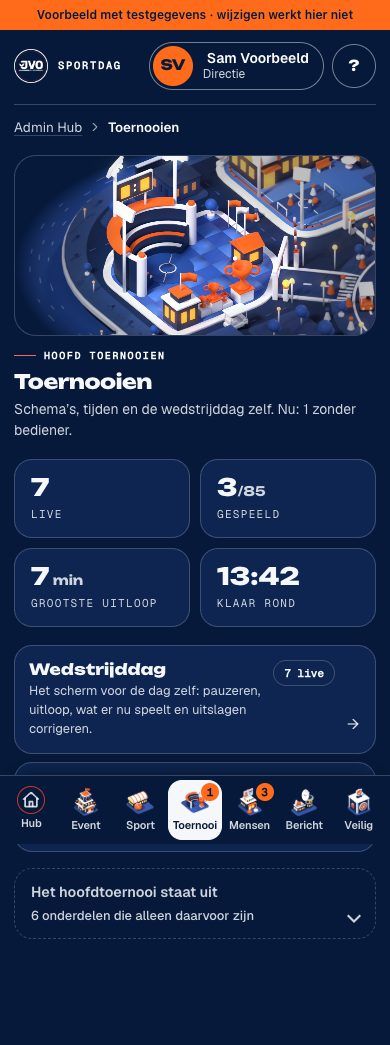 Voorbeeld met testgegevens · wijzigen werkt hier niet
JVO
SPORTDAG
SV
Sam Voorbeeld
Directie
?
Admin Hub > Toernooien
HOOFD TOERNOOIEN
Toernooien
Schema's, tijden en de wedstrijddag zelf. Nu: 1 zonder
bediener.
7
LIVE
3/85
GESPEELD
7 min
GROOTSTE UITLOOP
13:42
KLAAR ROND
Wedstrijddag
7 live
Het scherm voor de dag zelf: pauzeren,
uitloop, wat er nu speelt en uitslagen
corrigeren.
Hub
Event
Sport
1
Toernooi
3
Mensen
Bericht
Veilig
Het hoofdtoernooi staat uit
6 onderdelen die alleen daarvoor zijn